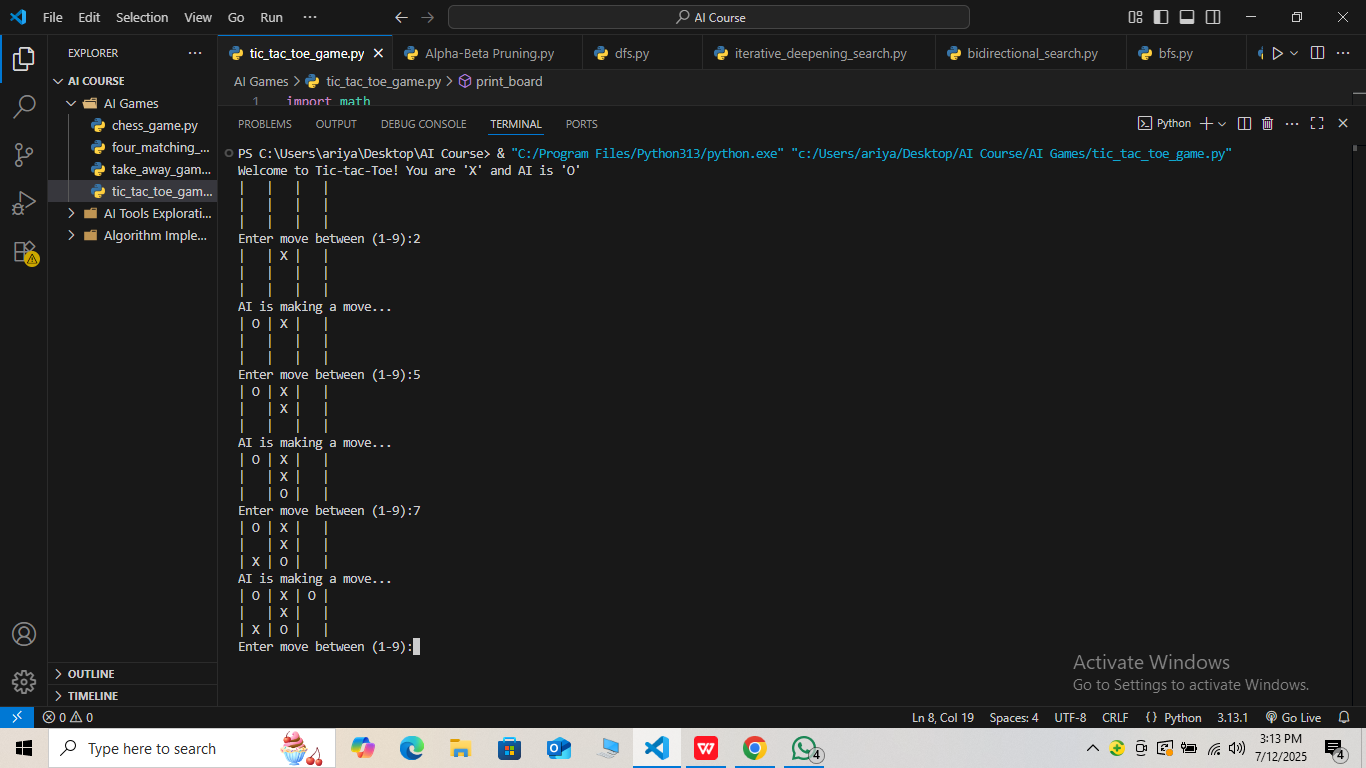 File Edit Selection View Go Run ··· AI Course
EXPLORER ···
AI COURSE
AI Games
chess_game.py
four_matching_...
take_away_gam...
tic_tac_toe_gam...
AI Tools Explorati...
Algorithm Imple...
OUTLINE
TIMELINE
tic_tac_toe_game.py Alpha-Beta Pruning.py dfs.py iterative_deepening_search.py bidirectional_search.py bfs.py
AI Games > tic_tac_toe_game.py > print_board
1 import math
PROBLEMS OUTPUT DEBUG CONSOLE TERMINAL PORTS Python
PS C:\Users\ariya\Desktop\AI Course> & "C:/Program Files/Python313/python.exe" "c:/Users/ariya/Desktop/AI Course/AI Games/tic_tac_toe_game.py"
Welcome to Tic-tac-Toe! You are 'X' and AI is 'O'
|   |   |   |
|   |   |   |
|   |   |   |
Enter move between (1-9):2
|   | X |   |
|   |   |   |
|   |   |   |
AI is making a move...
| O | X |   |
|   |   |   |
|   |   |   |
Enter move between (1-9):5
| O | X |   |
|   | X |   |
|   |   |   |
AI is making a move...
| O | X |   |
|   | X |   |
|   | O |   |
Enter move between (1-9):7
| O | X |   |
|   | X |   |
| X | O |   |
AI is making a move...
| O | X | O |
|   | X |   |
| X | O |   |
Enter move between (1-9):
Activate Windows
Go to Settings to activate Windows.
0 0 Ln 8, Col 19 Spaces: 4 UTF-8 CRLF {} Python 3.13.1 Go Live
Type here to search
4
3:13 PM
7/12/2025
4